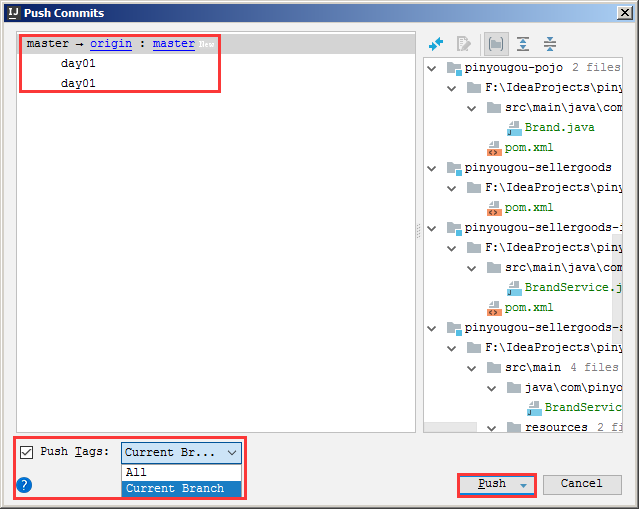 Push Commits
master → origin : master New
day01
day01
pinyougou-pojo 2 files
F:\IdeaProjects\piny
src\main\java\com
Brand.java
pom.xml
pinyougou-sellergoods
F:\IdeaProjects\piny
pom.xml
pinyougou-sellergoods-i
F:\IdeaProjects\piny
src\main\java\com
BrandService.j
pom.xml
pinyougou-sellergoods-s
F:\IdeaProjects\piny
src\main 4 files
java\com\pinyo
BrandServic
resources 2 fi
Push Tags: Current Br...
All
Current Branch
Push
Cancel